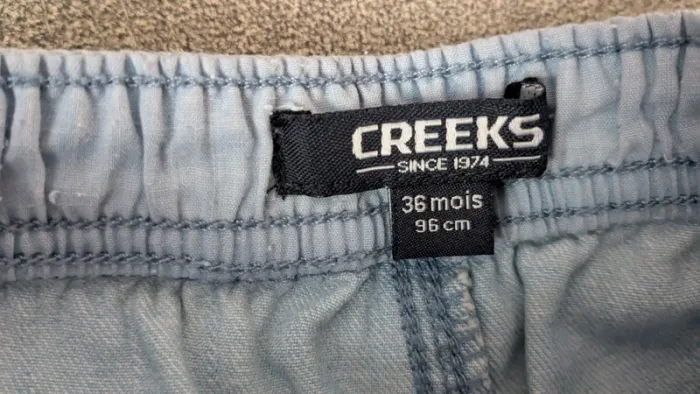 CREEKS
SINCE 1974
36 mois
96 cm